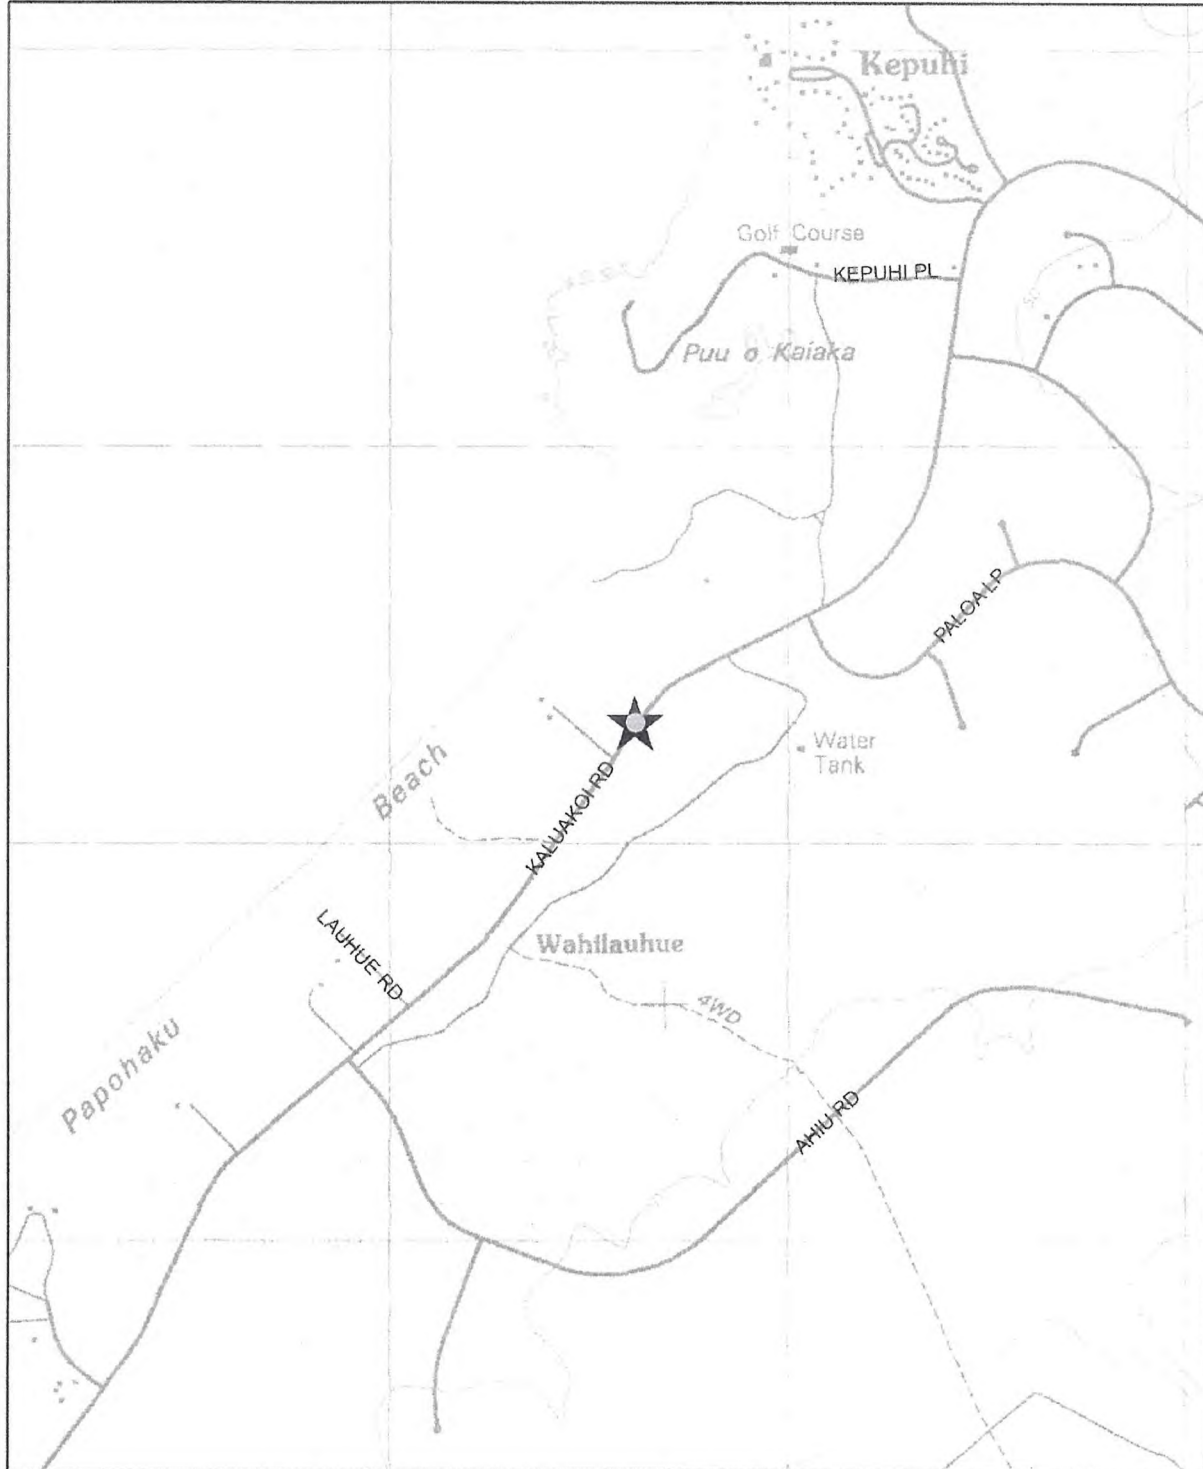 Kepuhi
Golf Course
KEPUHI PL
Puu o Kaiaka
PALOA LP
Water
Tank
Beach
KALUAKOI RD
LAUHUE RD
Wahilauhue
4WD
Papohaku
AHIU RD